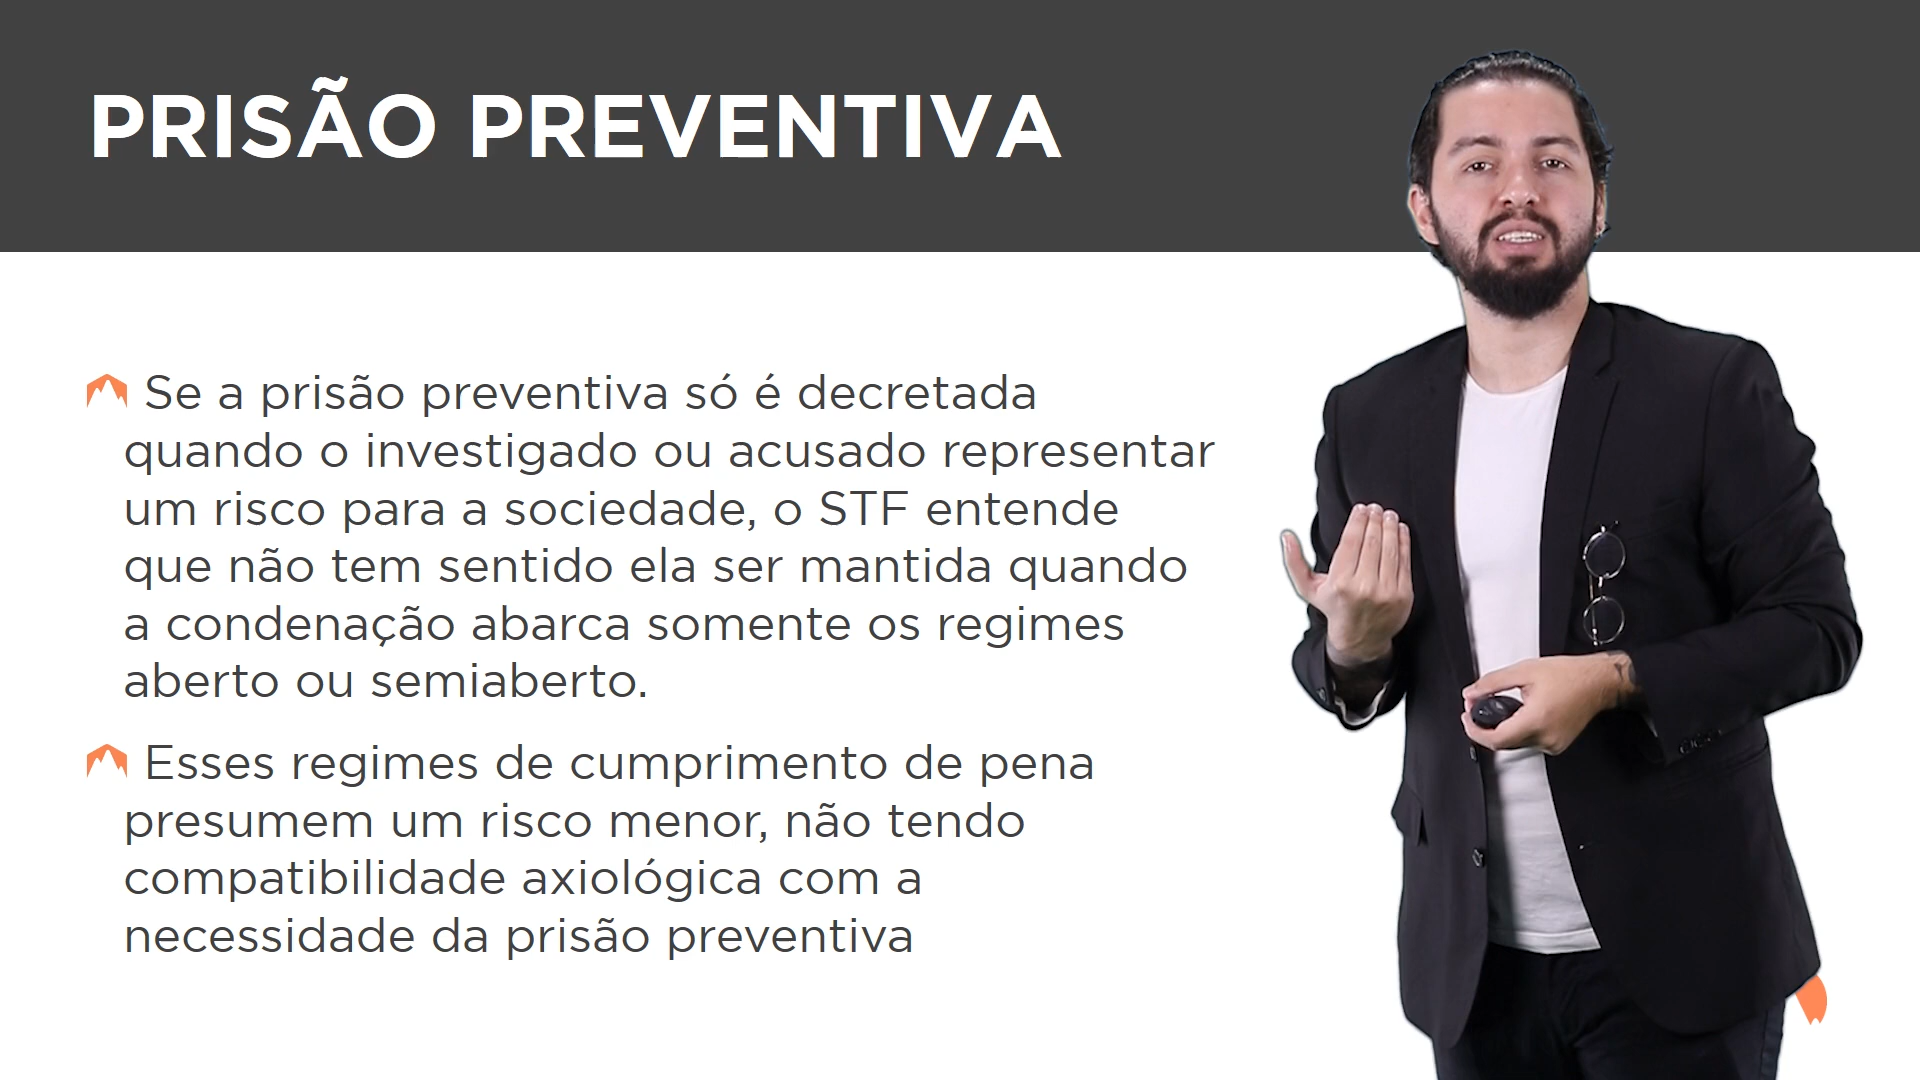 PRISÃO PREVENTIVA
Se a prisão preventiva só é decretada
quando o investigado ou acusado representar
um risco para a sociedade, o STF entende
que não tem sentido ela ser mantida quando
a condenação abarca somente os regimes
aberto ou semiaberto.
Esses regimes de cumprimento de pena
presumem um risco menor, não tendo
compatibilidade axiológica com a
necessidade da prisão preventiva